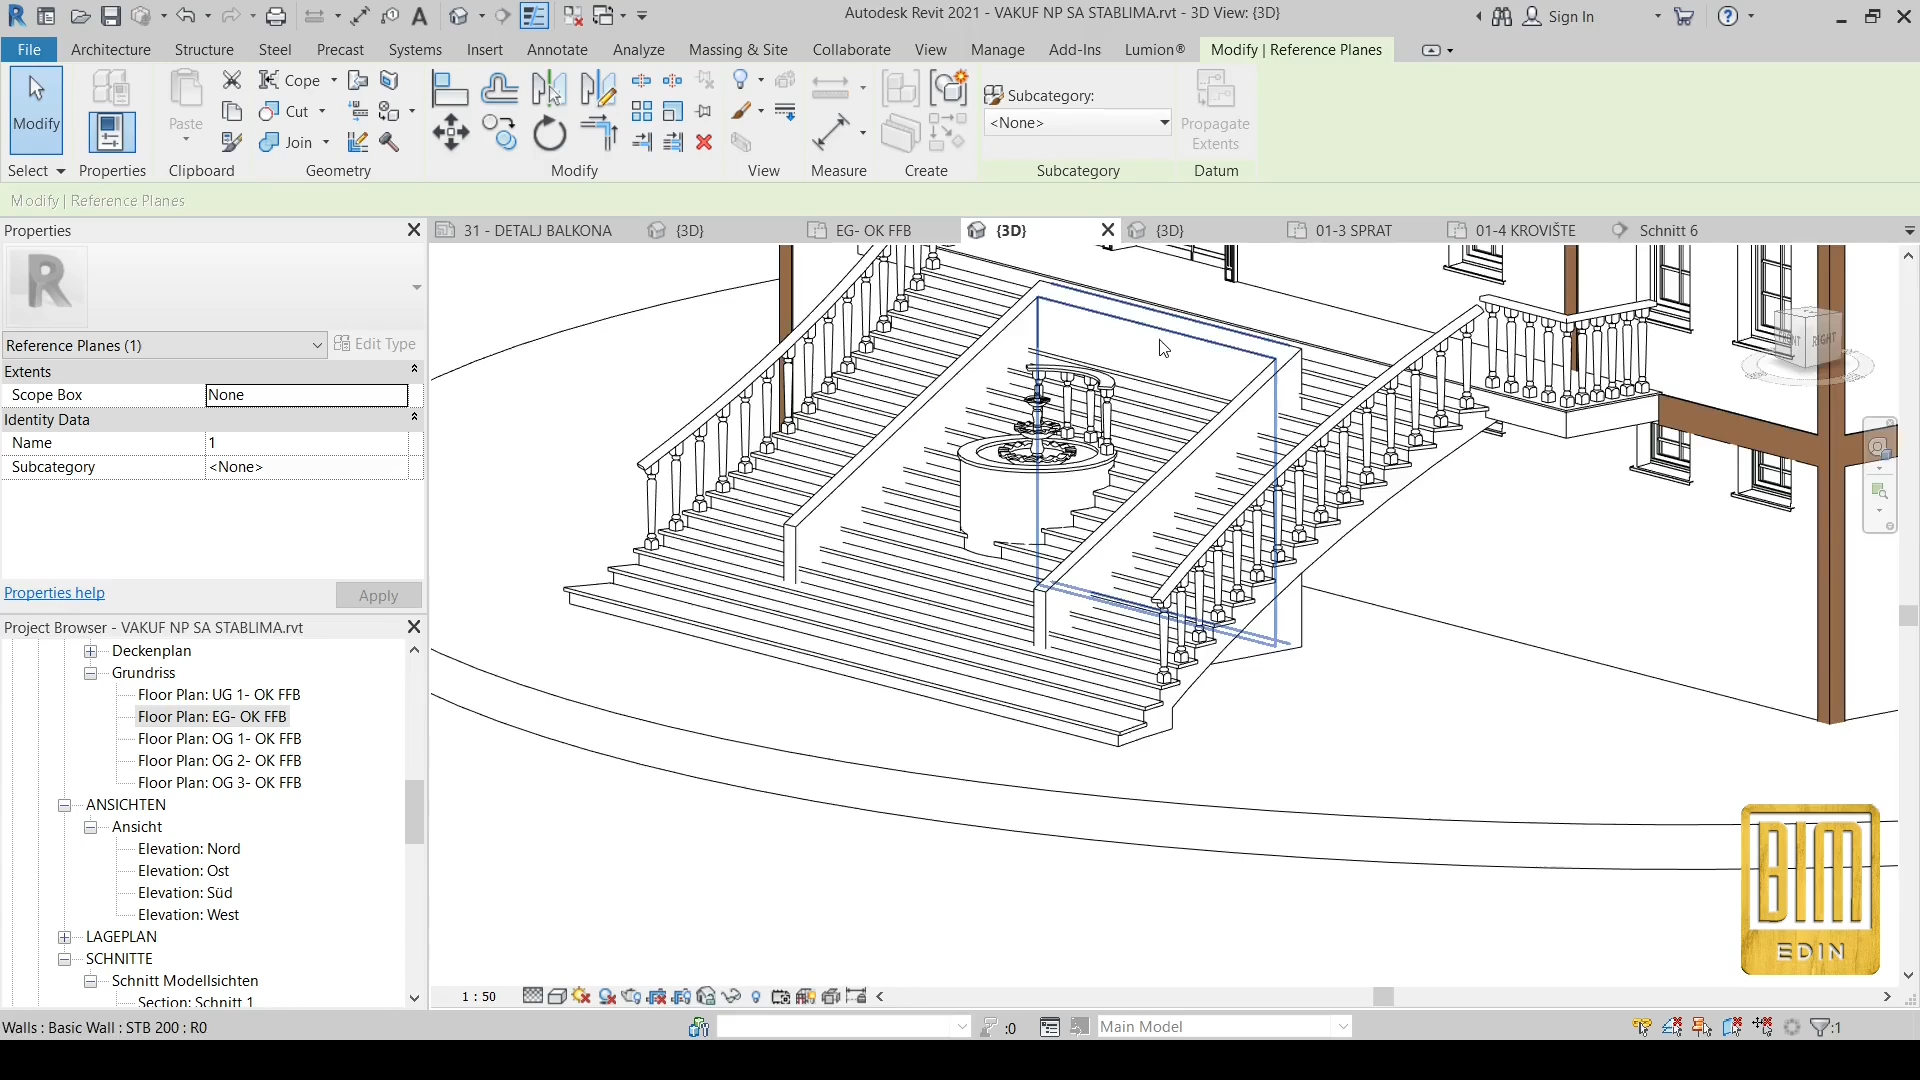 Autodesk Revit 2021 - VAKUF NP SA STABLIMA.rvt - 3D View: {3D}
Sign In
File Architecture Structure Steel Precast Systems Insert Annotate Analyze Massing & Site Collaborate View Manage Add-Ins Lumion® Modify | Reference Planes
Modify
Paste
Cope
Cut
Join
Subcategory:
<None>
Propagate
Extents
Select Properties Clipboard Geometry Modify View Measure Create Subcategory Datum
Modify | Reference Planes
Properties
31 - DETALJ BALKONA {3D} EG- OK FFB {3D} {3D} 01-3 SPRAT 01-4 KROVIŠTE Schnitt 6
Reference Planes (1)
Edit Type
Extents
Scope Box None
Identity Data
Name 1
Subcategory <None>
Properties help
Apply
FRONT RIGHT
Project Browser - VAKUF NP SA STABLIMA.rvt
Deckenplan
Grundriss
Floor Plan: UG 1- OK FFB
Floor Plan: EG- OK FFB
Floor Plan: OG 1- OK FFB
Floor Plan: OG 2- OK FFB
Floor Plan: OG 3- OK FFB
ANSICHTEN
Ansicht
Elevation: Nord
Elevation: Ost
Elevation: Süd
Elevation: West
LAGEPLAN
SCHNITTE
Schnitt Modellsichten
Section: Schnitt 1
BIM
EDIN
1 : 50
Walls : Basic Wall : STB 200 : R0
:0
Main Model
:1